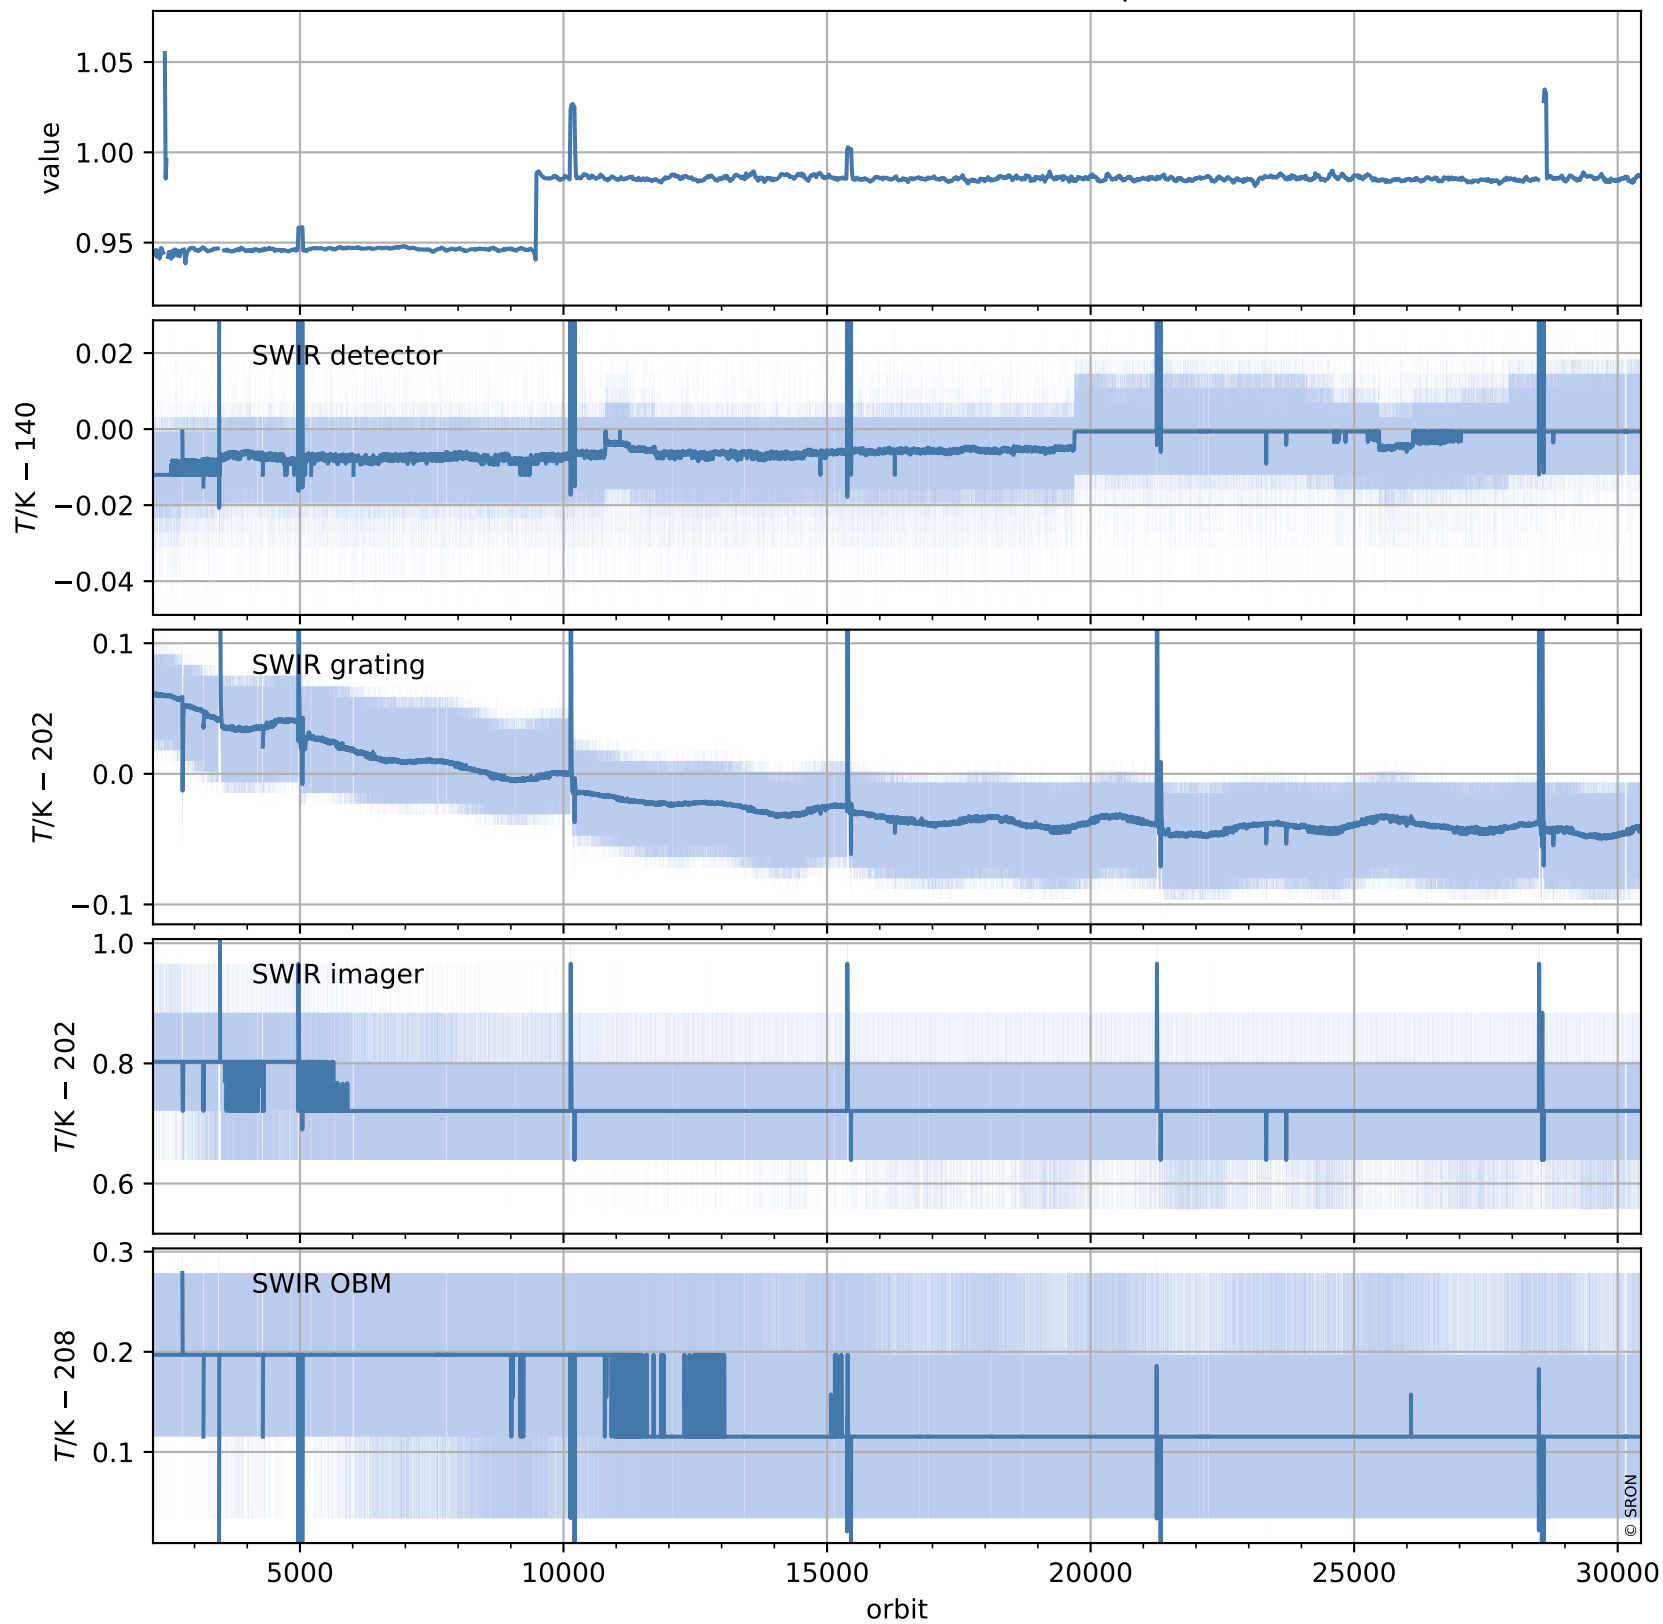 1.05
1.00
0.95
value
SWIR detector
0.02
0.00
−0.02
−0.04
T/K − 140
SWIR grating
0.1
0.0
−0.1
T/K − 202
SWIR imager
1.0
0.8
0.6
T/K − 202
SWIR OBM
0.3
0.2
0.1
T/K − 208
© SRON
5000 10000 15000 20000 25000 30000
orbit